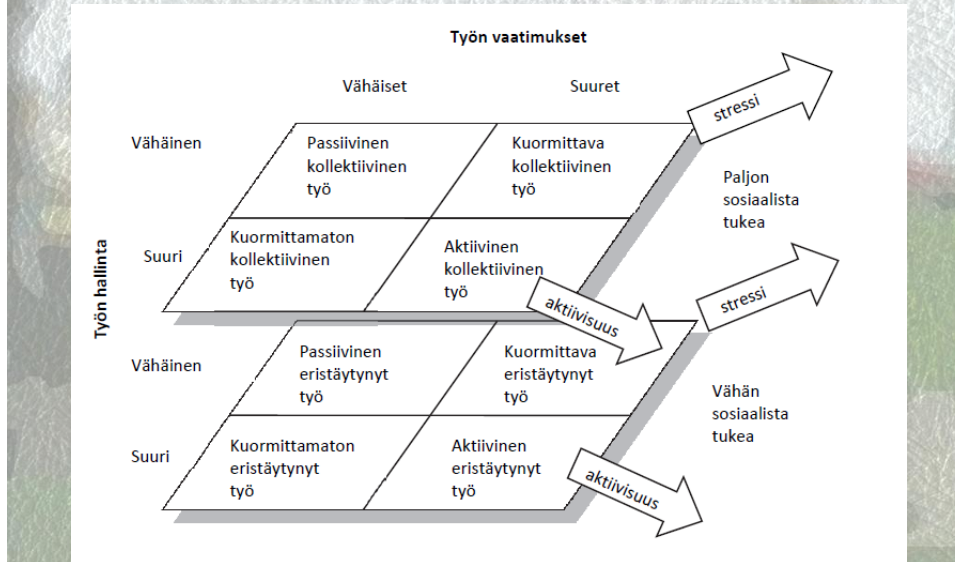 Työn vaatimukset
Vähäiset
Suuret
stressi
Vähäinen
Passiivinen
kollektiivinen
työ
Kuormittava
kollektiivinen
työ
Paljon
sosiaalista
tukea
Työn hallinta
Suuri
Kuormittamaton
kollektiivinen
työ
Aktiivinen
kollektiivinen
työ
aktiivisuus
stressi
Vähäinen
Passiivinen
eristäytynyt
työ
Kuormittava
eristäytynyt
työ
Vähän
sosiaalista
tukea
Suuri
Kuormittamaton
eristäytynyt
työ
Aktiivinen
eristäytynyt
työ
aktiivisuus